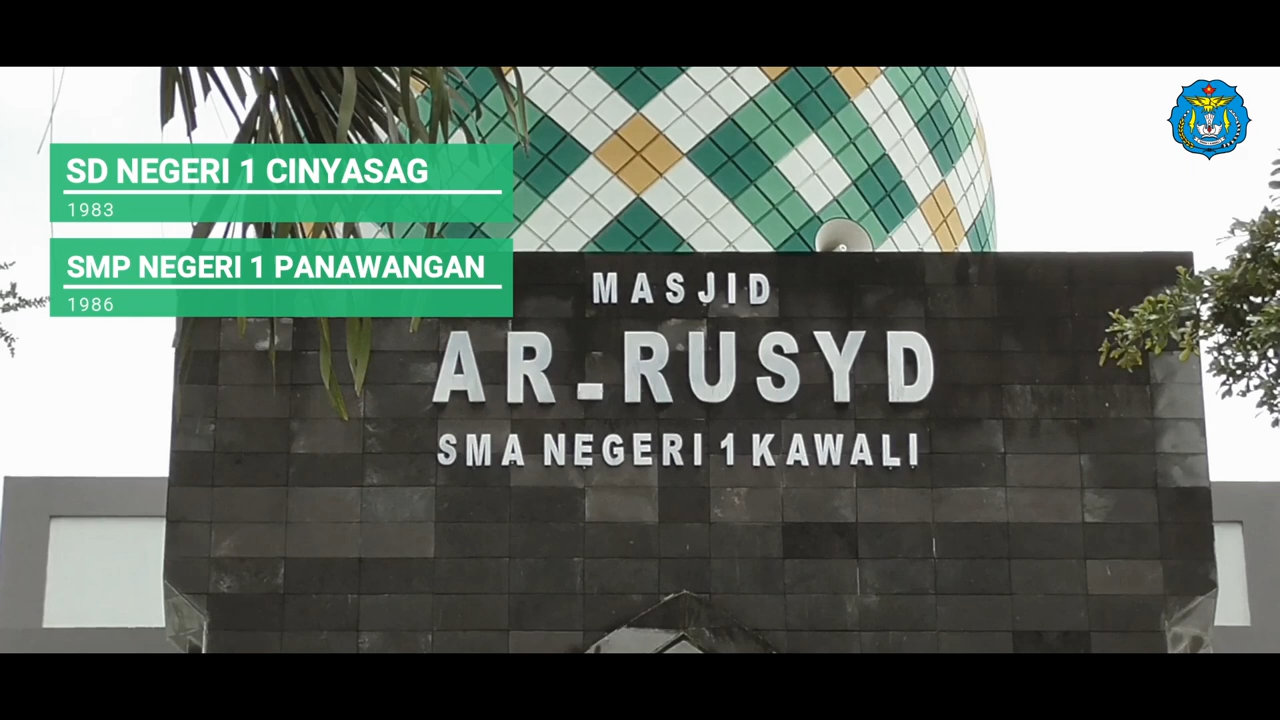 SD NEGERI 1 CINYASAG
1983
SMP NEGERI 1 PANAWANGAN
1986
MASJID
AR-RUSYD
SMA NEGERI 1 KAWALI